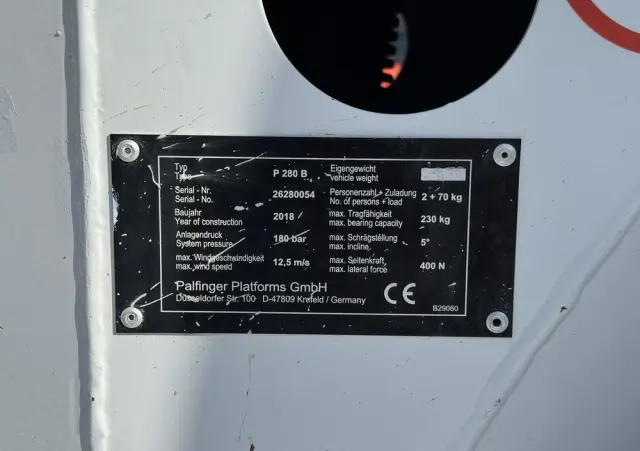 Typ
Type P 280 B
Serial - Nr.
Serial - No. 26280054
Baujahr
Year of construction 2018
Anlagendruck
System pressure 180 bar
max. Windgeschwindigkeit
max. wind speed 12,5 m/s
Eigengewicht
vehicle weight
Personenzahl + Zuladung
No. of persons + load 2 + 70 kg
max. Tragfähigkeit
max. bearing capacity 230 kg
max. Schrägstellung
max. incline 5°
max. Seitenkraft
max. lateral force 400 N
Palfinger Platforms GmbH
Düsseldorfer Str. 100 D-47809 Krefeld / Germany
CE
B29060